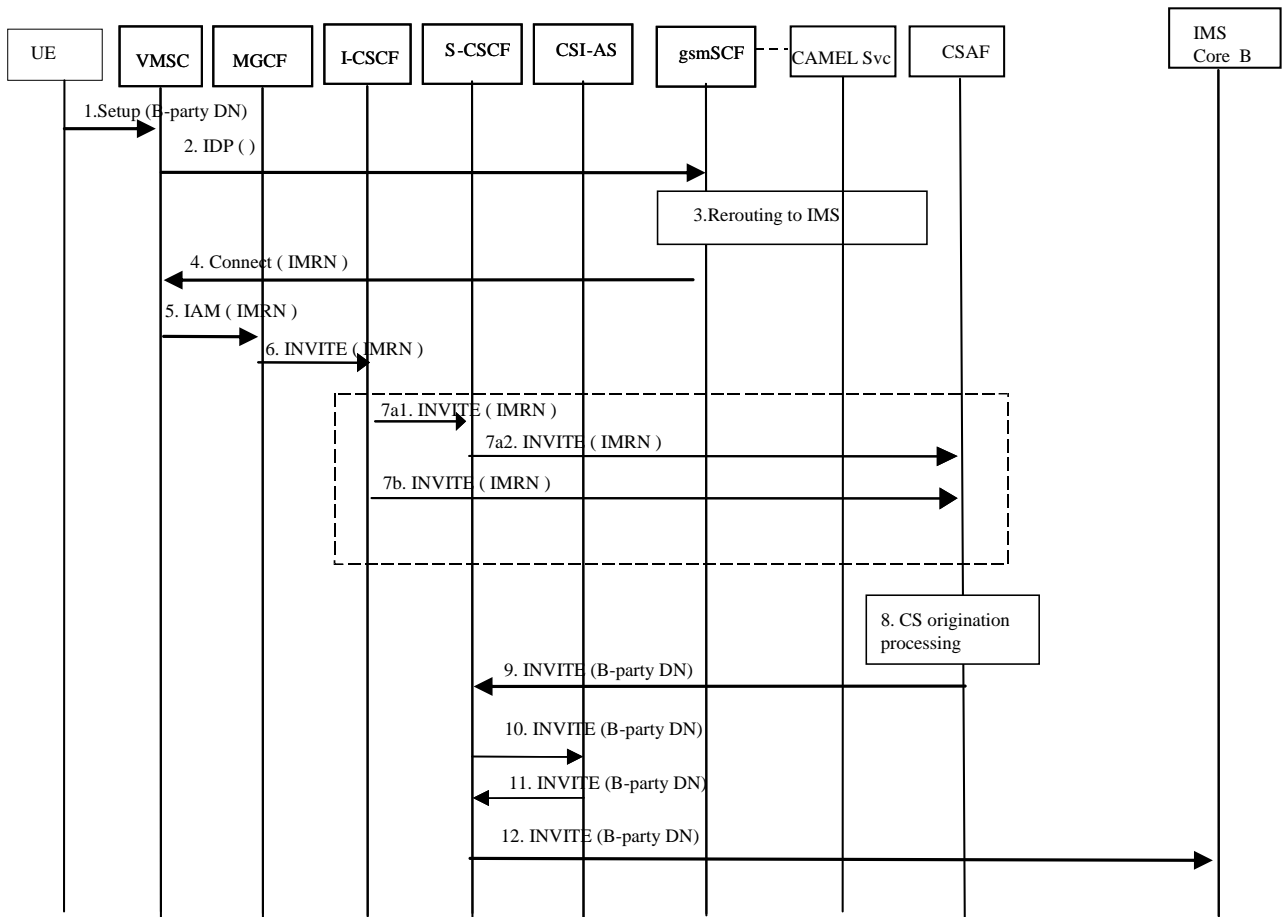 UE
VMSC
MGCF
I-CSCF
S-CSCF
CSI-AS
gsmSCF
CAMEL Svc
CSAF
IMS
Core B
1.Setup (B-party DN)
2. IDP ( )
3.Rerouting to IMS
4. Connect ( IMRN )
5. IAM ( IMRN )
6. INVITE ( IMRN )
7a1. INVITE ( IMRN )
7a2. INVITE ( IMRN )
7b. INVITE ( IMRN )
8. CS origination
processing
9. INVITE (B-party DN)
10. INVITE (B-party DN)
11. INVITE (B-party DN)
12. INVITE (B-party DN)